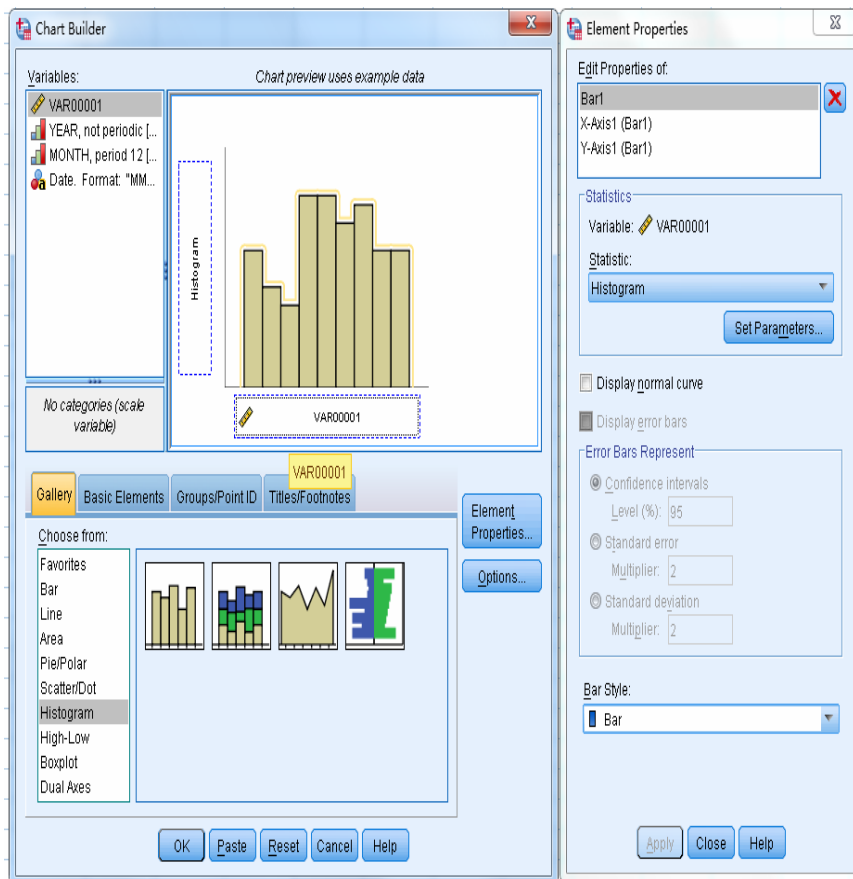 Chart Builder
Variables:
Chart preview uses example data
VAR00001
YEAR, not periodic [...
MONTH, period 12 [...
Date. Format: "MM...
No categories (scale
variable)
Histogram
VAR00001
VAR00001
Gallery
Basic Elements
Groups/Point ID
Titles/Footnotes
Choose from:
Favorites
Bar
Line
Area
Pie/Polar
Scatter/Dot
Histogram
High-Low
Boxplot
Dual Axes
Element
Properties...
Options...
OK
Paste
Reset
Cancel
Help
Element Properties
Edit Properties of:
Bar1
X-Axis1 (Bar1)
Y-Axis1 (Bar1)
Statistics
Variable: VAR00001
Statistic:
Histogram
Set Parameters...
Display normal curve
Display error bars
Error Bars Represent
Confidence intervals
Level (%): 95
Standard error
Multiplier: 2
Standard deviation
Multiplier: 2
Bar Style:
Bar
Apply
Close
Help